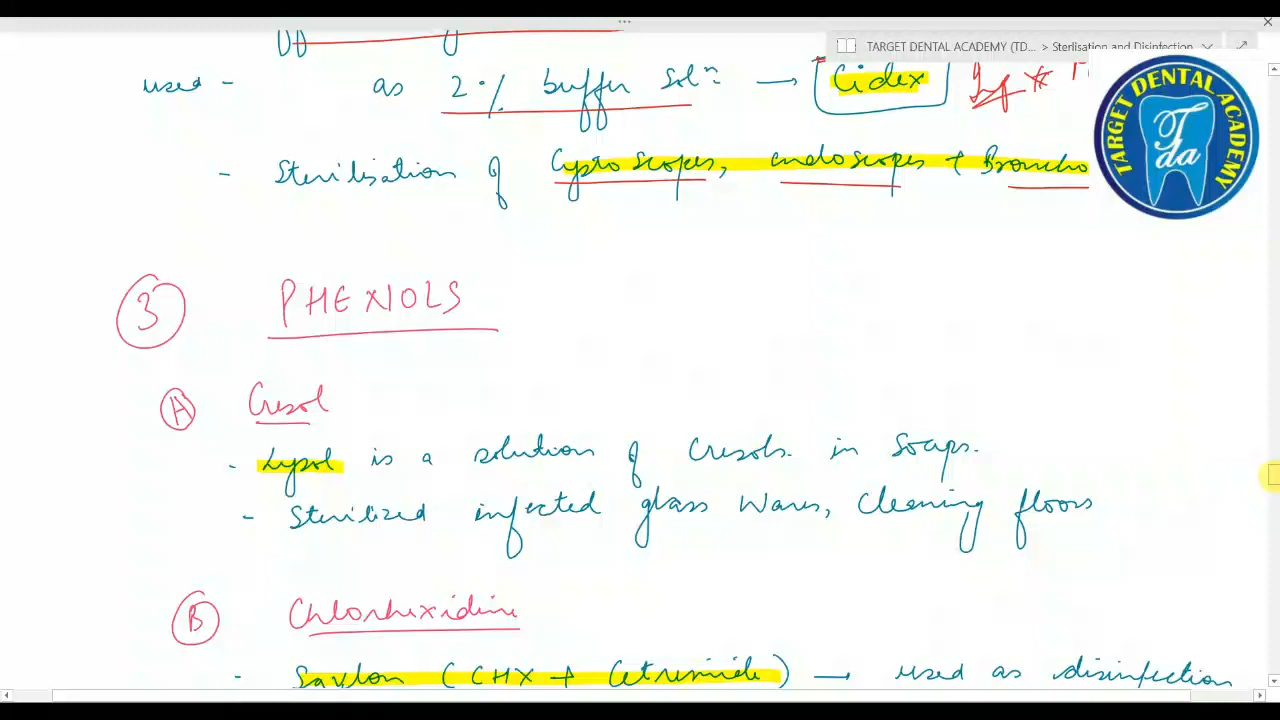 TARGET DENTAL ACADEMY (TD... > Sterlisation and Disinfection
used - as 2% buffer Solⁿ → Cidex
- Sterilisation of Cystoscopes, endoscopes + Broncho
TARGET DENTAL ACADEMY
Tda
3 PHENOLS
A Cresol
- Lysol is a solution of Cresols. in Soaps.
- Sterilized infected glass Wares, Cleaning floors
B Chlorhexidine
- Savlon (CHX + Cetrimide) → used as disinfection